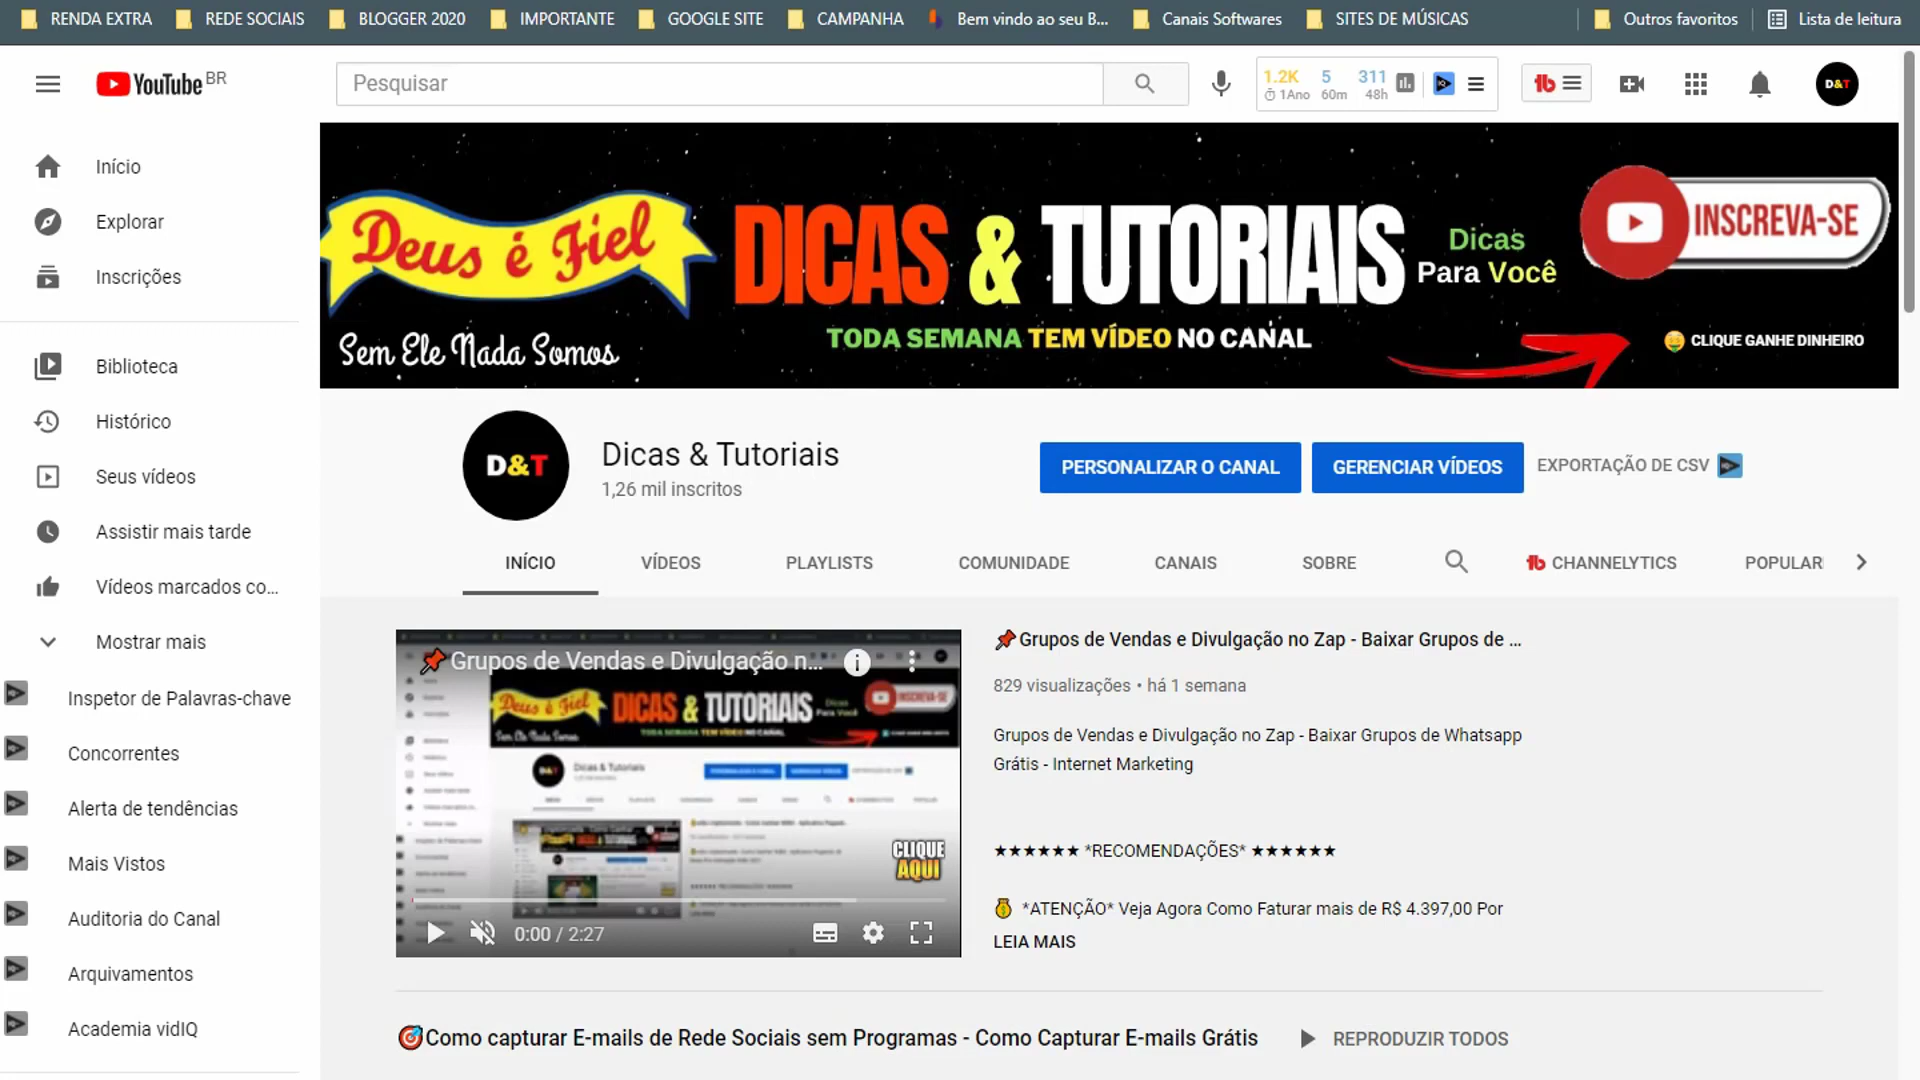 RENDA EXTRA REDE SOCIAIS BLOGGER 2020 IMPORTANTE GOOGLE SITE CAMPANHA Bem vindo ao seu B... Canais Softwares SITES DE MÚSICAS Outros favoritos Lista de leitura
YouTube BR
Pesquisar
1.2K 5 311
1Ano 60m 48h
D&T
Início
Explorar
Inscrições
Biblioteca
Histórico
Seus vídeos
Assistir mais tarde
Vídeos marcados co...
Mostrar mais
Inspetor de Palavras-chave
Concorrentes
Alerta de tendências
Mais Vistos
Auditoria do Canal
Arquivamentos
Academia vidIQ
Deus é Fiel
Sem Ele Nada Somos
DICAS & TUTORIAIS
TODA SEMANA TEM VÍDEO NO CANAL
Dicas
Para Você
INSCREVA-SE
CLIQUE GANHE DINHEIRO
D&T
Dicas & Tutoriais
1,26 mil inscritos
PERSONALIZAR O CANAL GERENCIAR VÍDEOS EXPORTAÇÃO DE CSV
INÍCIO VÍDEOS PLAYLISTS COMUNIDADE CANAIS SOBRE CHANNELYTICS POPULAR
📌Grupos de Vendas e Divulgação n...
Deus é Fiel DICAS & TUTORIAIS
Dicas & Tutoriais
CLIQUE
AQUI
0:00 / 2:27
📌Grupos de Vendas e Divulgação no Zap - Baixar Grupos de ...
829 visualizações • há 1 semana
Grupos de Vendas e Divulgação no Zap - Baixar Grupos de Whatsapp
Grátis - Internet Marketing
★★★★★★ *RECOMENDAÇÕES* ★★★★★★
💰 *ATENÇÃO* Veja Agora Como Faturar mais de R$ 4.397,00 Por
LEIA MAIS
🎯Como capturar E-mails de Rede Sociais sem Programas - Como Capturar E-mails Grátis
REPRODUZIR TODOS